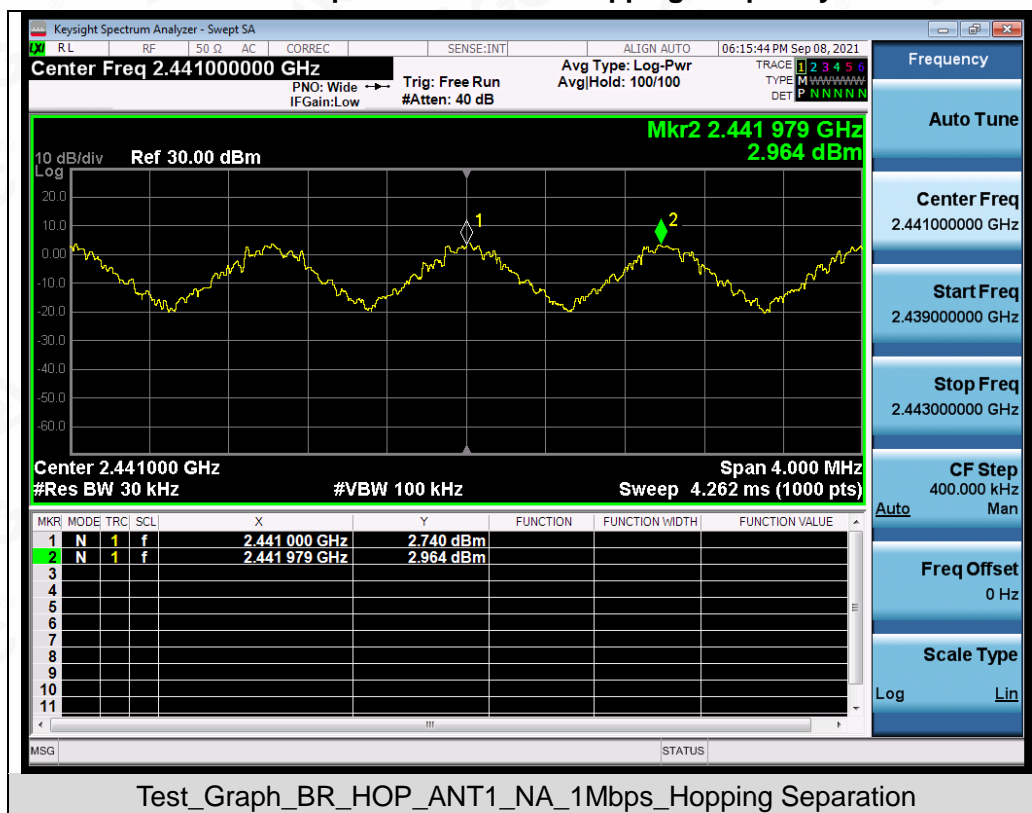 Keysight Spectrum Analyzer - Swept SA
LXI RL RF 50 Ω AC CORREC SENSE:INT ALIGN AUTO 06:15:44 PM Sep 08, 2021
Center Freq 2.441000000 GHz
PNO: Wide
IFGain:Low
Trig: Free Run
#Atten: 40 dB
Avg Type: Log-Pwr
Avg|Hold: 100/100
TRACE 1 2 3 4 5 6
TYPE M W W W W W
DET P N N N N N
Mkr2 2.441 979 GHz
2.964 dBm
10 dB/div
Log
Ref 30.00 dBm
20.0
10.0
0.00
-10.0
-20.0
-30.0
-40.0
-50.0
-60.0
1
2
Center 2.441000 GHz Span 4.000 MHz
#Res BW 30 kHz #VBW 100 kHz Sweep 4.262 ms (1000 pts)
MKR MODE TRC SCL X Y FUNCTION FUNCTION WIDTH FUNCTION VALUE
1 N 1 f 2.441 000 GHz 2.740 dBm
2 N 1 f 2.441 979 GHz 2.964 dBm
3
4
5
6
7
8
9
10
11
MSG STATUS
Frequency
Auto Tune
Center Freq
2.441000000 GHz
Start Freq
2.439000000 GHz
Stop Freq
2.443000000 GHz
CF Step
400.000 kHz
Auto Man
Freq Offset
0 Hz
Scale Type
Log Lin
Test_Graph_BR_HOP_ANT1_NA_1Mbps_Hopping Separation